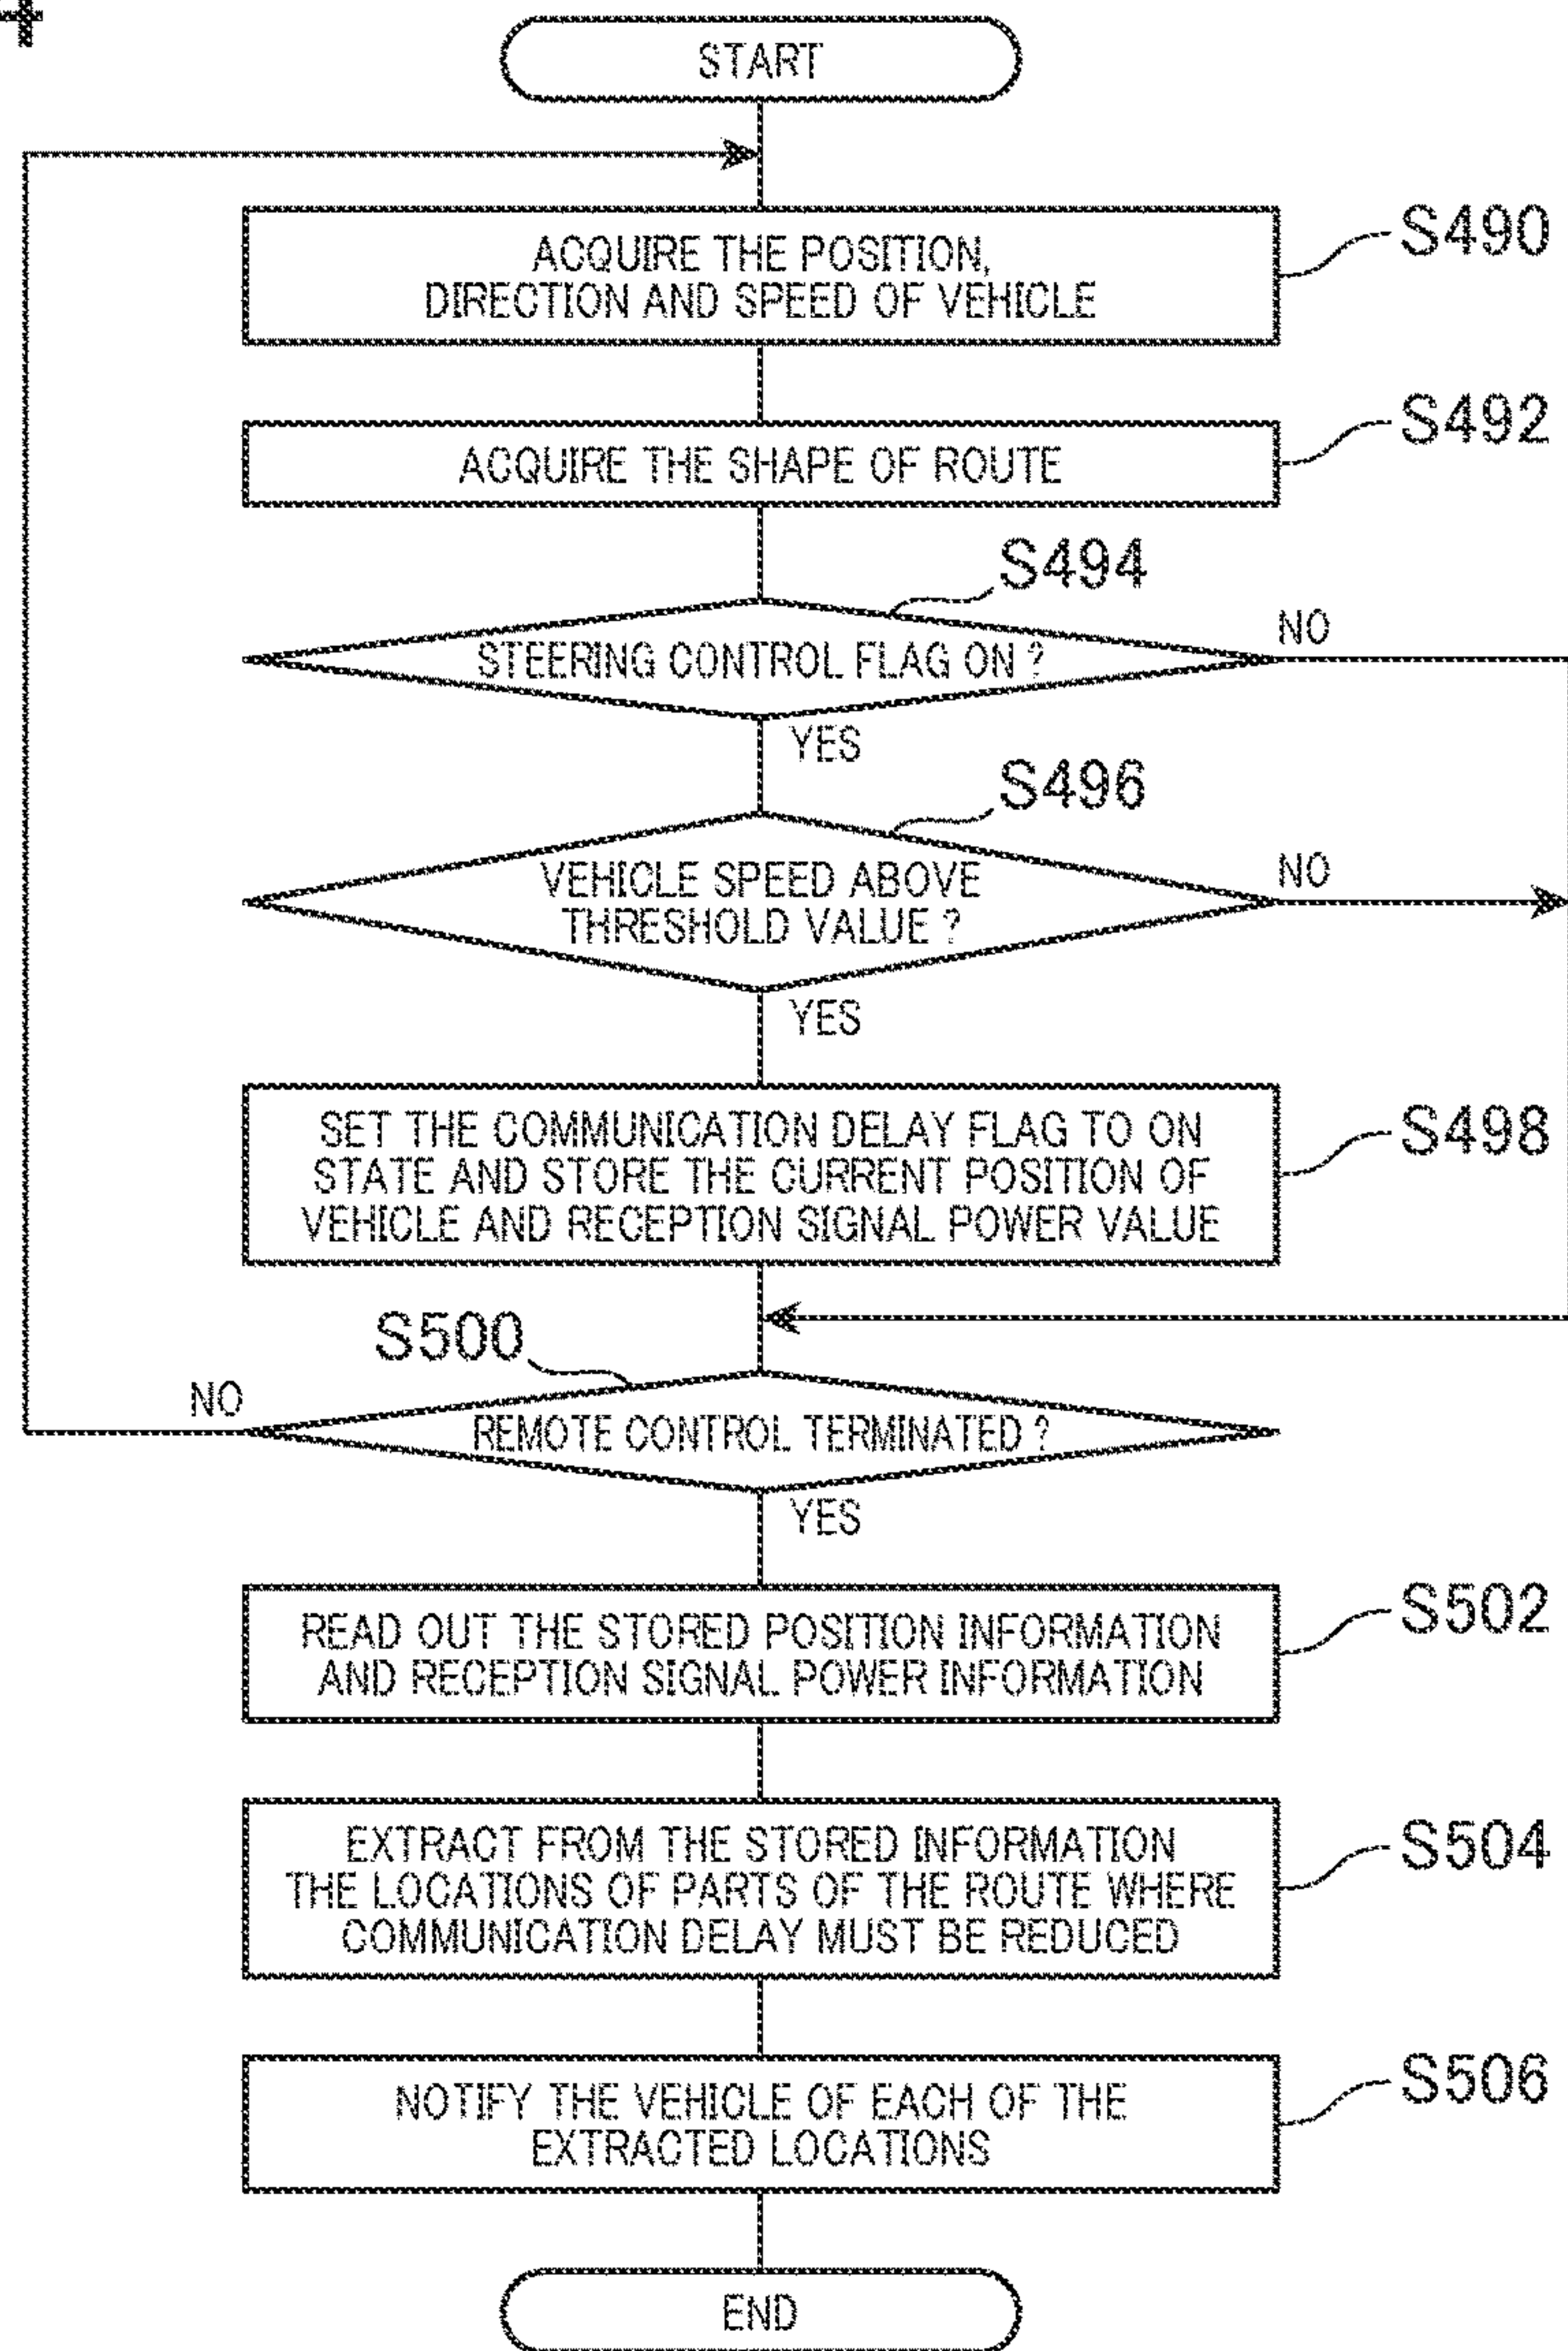 4
START
ACQUIRE THE POSITION,
DIRECTION AND SPEED OF VEHICLE
S490
ACQUIRE THE SHAPE OF ROUTE
S492
S494
STEERING CONTROL FLAG ON ?
NO
YES
S496
VEHICLE SPEED ABOVE
THRESHOLD VALUE ?
NO
YES
SET THE COMMUNICATION DELAY FLAG TO ON
STATE AND STORE THE CURRENT POSITION OF
VEHICLE AND RECEPTION SIGNAL POWER VALUE
S498
S500
NO
REMOTE CONTROL TERMINATED ?
YES
READ OUT THE STORED POSITION INFORMATION
AND RECEPTION SIGNAL POWER INFORMATION
S502
EXTRACT FROM THE STORED INFORMATION
THE LOCATIONS OF PARTS OF THE ROUTE WHERE
COMMUNICATION DELAY MUST BE REDUCED
S504
NOTIFY THE VEHICLE OF EACH OF THE
EXTRACTED LOCATIONS
S506
END